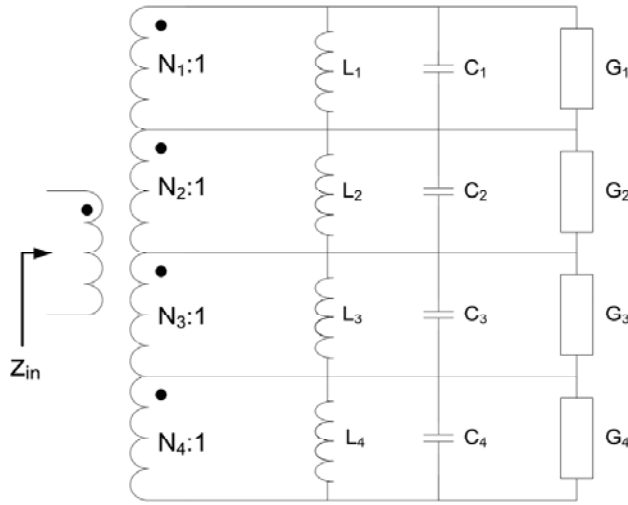 N₁:1 L₁ C₁ G₁
N₂:1 L₂ C₂ G₂
N₃:1 L₃ C₃ G₃
Zin
N₄:1 L₄ C₄ G₄